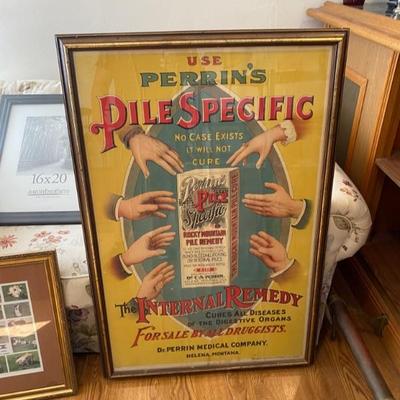 USE
PERRIN'S
PILE SPECIFIC
NO CASE EXISTS
IT WILL NOT
CURE
Perrin's
PILE
Specific
ROCKY MOUNTAIN
PILE REMEDY
The INTERNAL REMEDY
CURES ALL DISEASES
OF THE DIGESTIVE ORGANS
FOR SALE BY ALL DRUGGISTS.
DR PERRIN MEDICAL COMPANY.
HELENA, MONTANA.
16x20